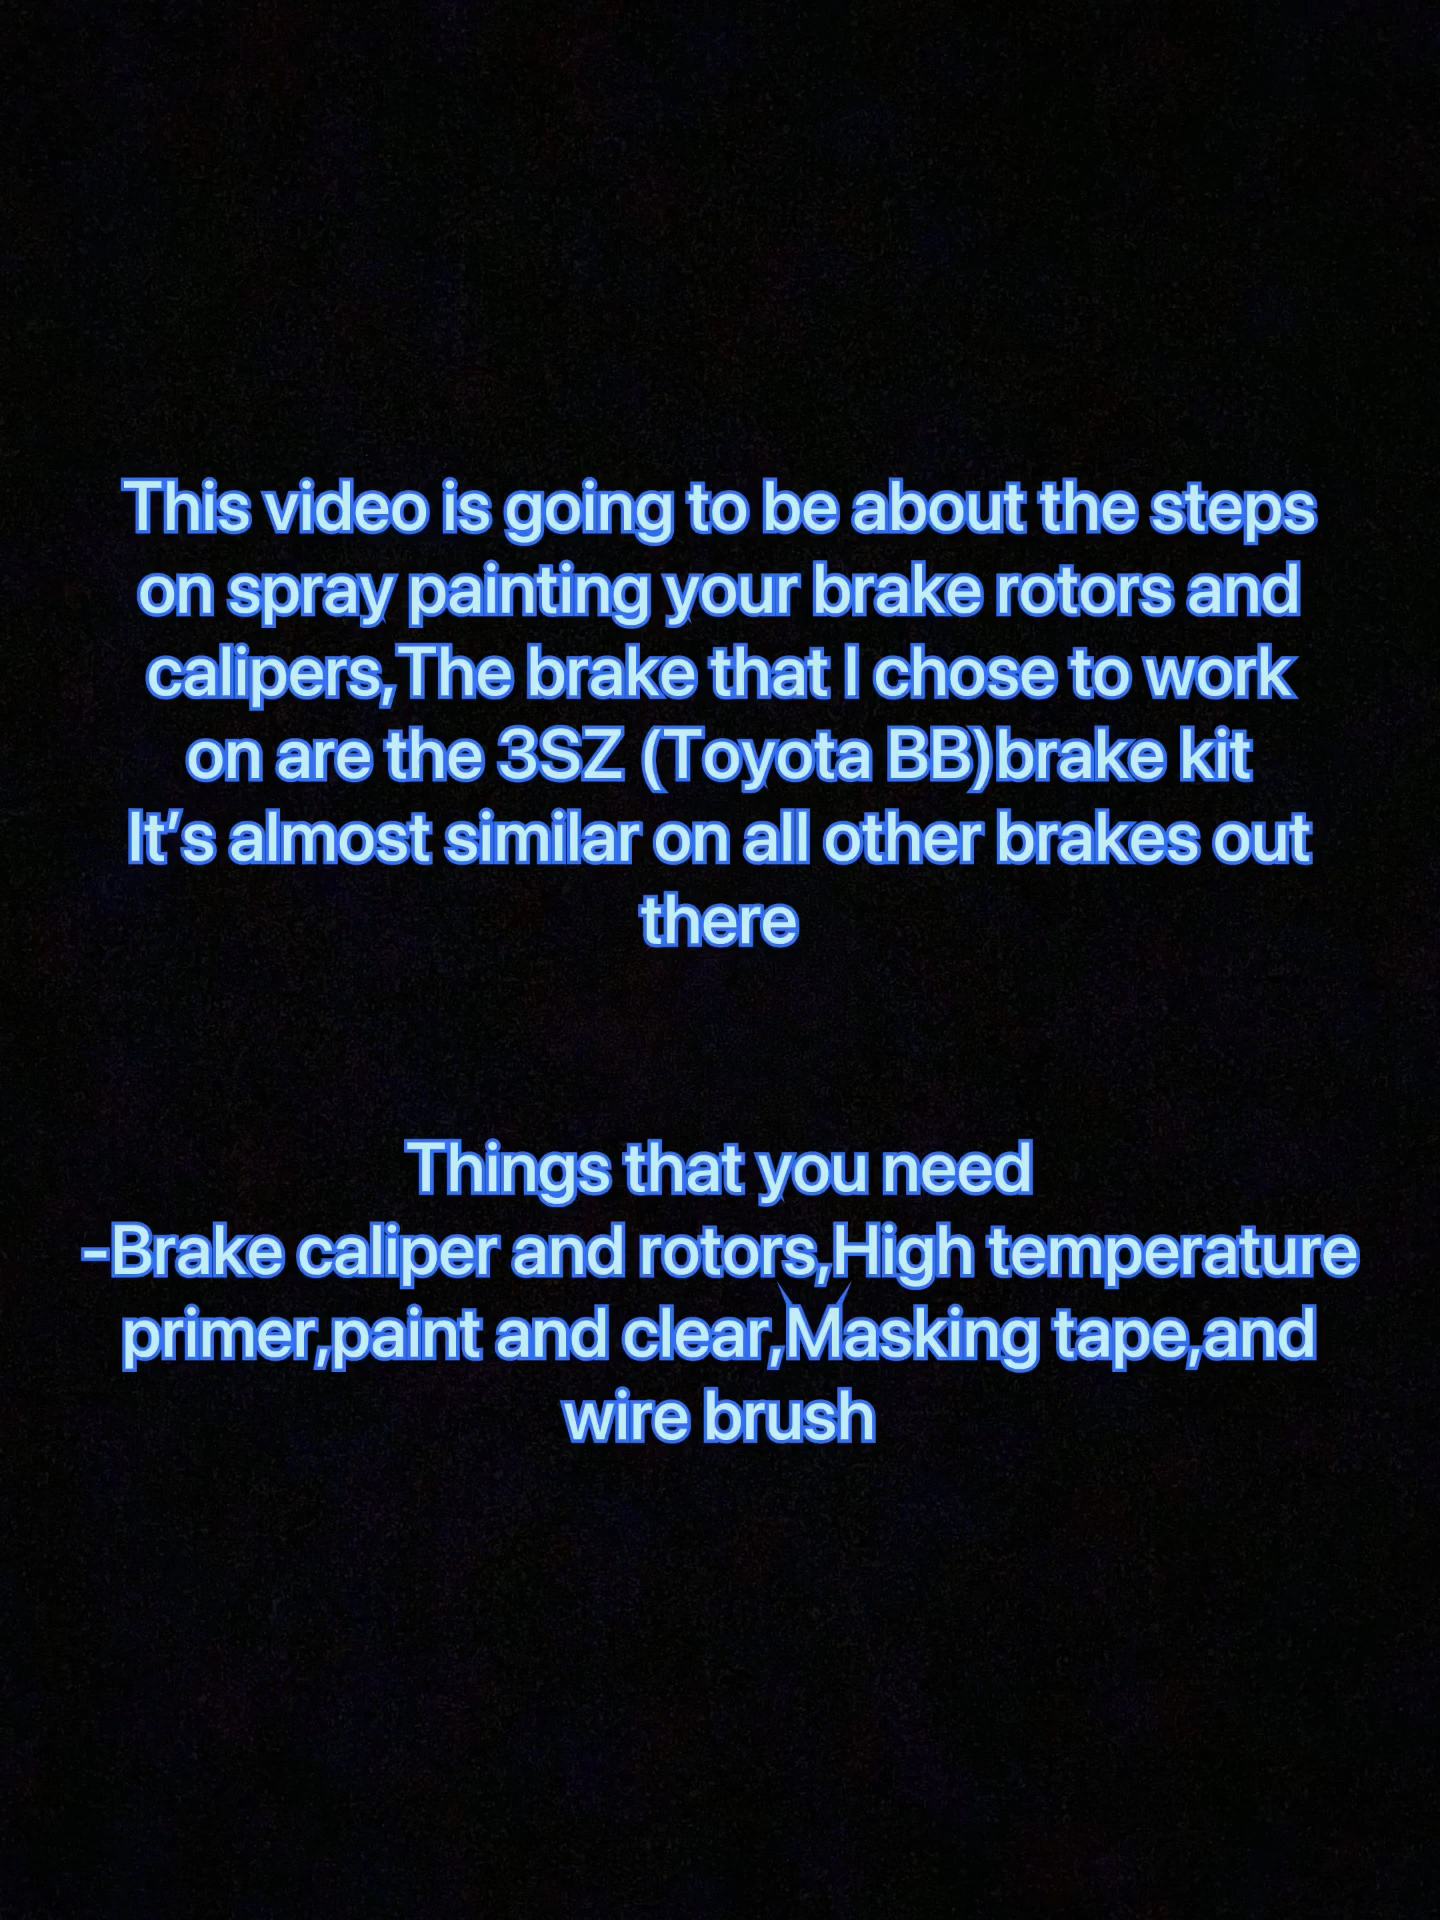 This video is going to be about the steps
on spray painting your brake rotors and
calipers,The brake that I chose to work
on are the 3SZ (Toyota BB)brake kit
It’s almost similar on all other brakes out
there
Things that you need
-Brake caliper and rotors,High temperature
primer,paint and clear,Masking tape,and
wire brush